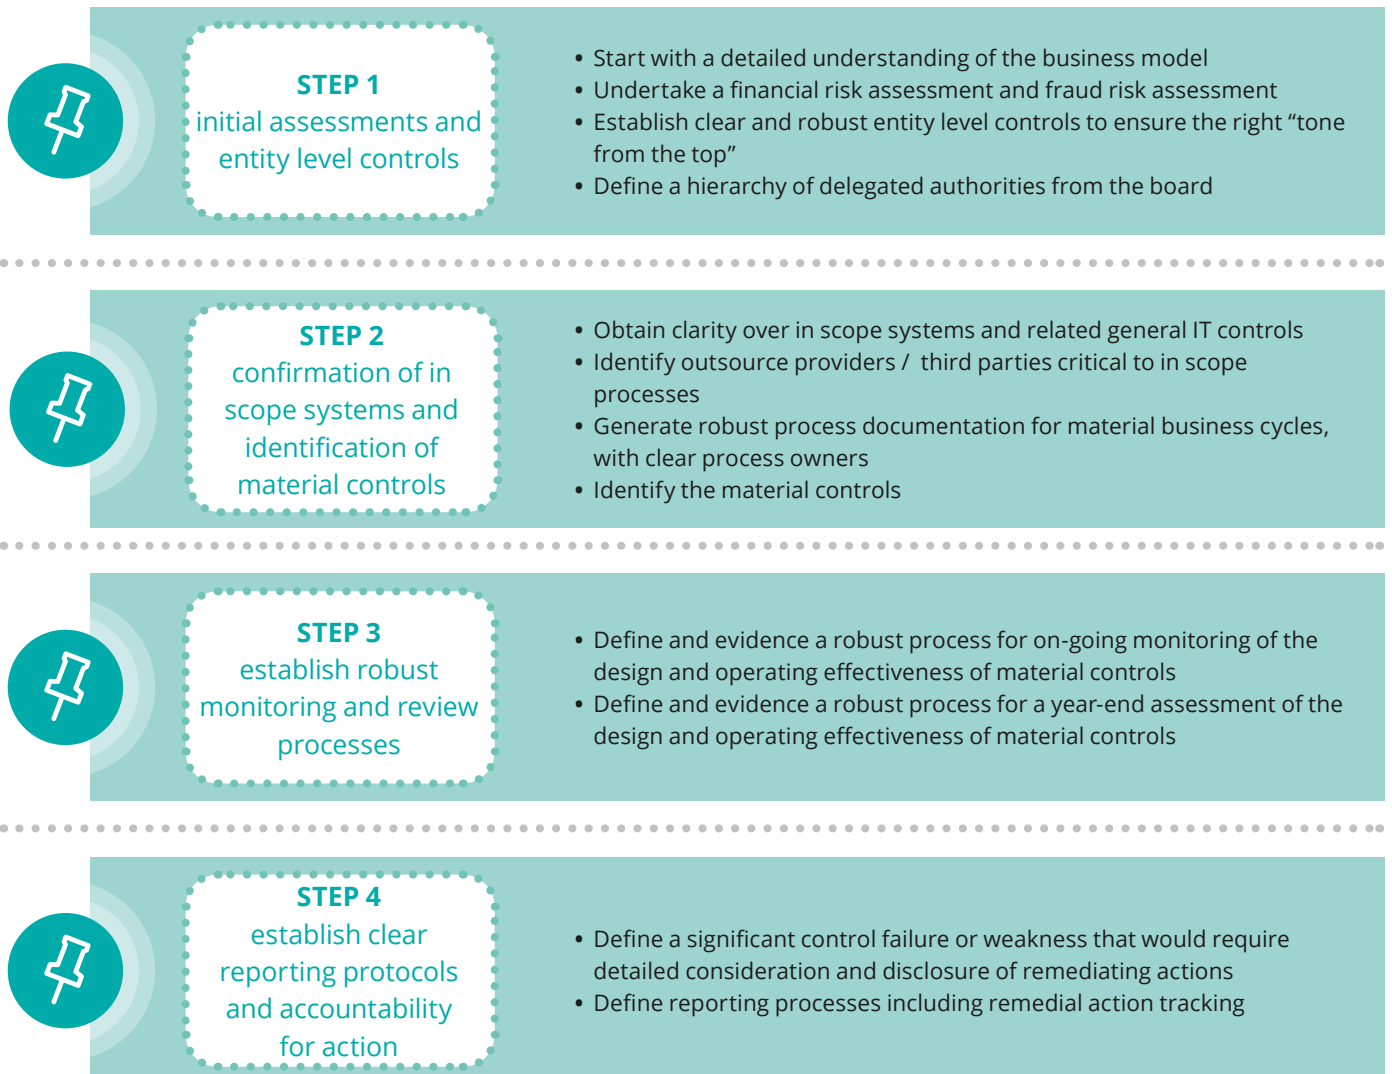 STEP 1
initial assessments and
entity level controls
• Start with a detailed understanding of the business model
• Undertake a financial risk assessment and fraud risk assessment
• Establish clear and robust entity level controls to ensure the right “tone
from the top”
• Define a hierarchy of delegated authorities from the board
STEP 2
confirmation of in
scope systems and
identification of
material controls
• Obtain clarity over in scope systems and related general IT controls
• Identify outsource providers / third parties critical to in scope
processes
• Generate robust process documentation for material business cycles,
with clear process owners
• Identify the material controls
STEP 3
establish robust
monitoring and review
processes
• Define and evidence a robust process for on-going monitoring of the
design and operating effectiveness of material controls
• Define and evidence a robust process for a year-end assessment of the
design and operating effectiveness of material controls
STEP 4
establish clear
reporting protocols
and accountability
for action
• Define a significant control failure or weakness that would require
detailed consideration and disclosure of remediating actions
• Define reporting processes including remedial action tracking